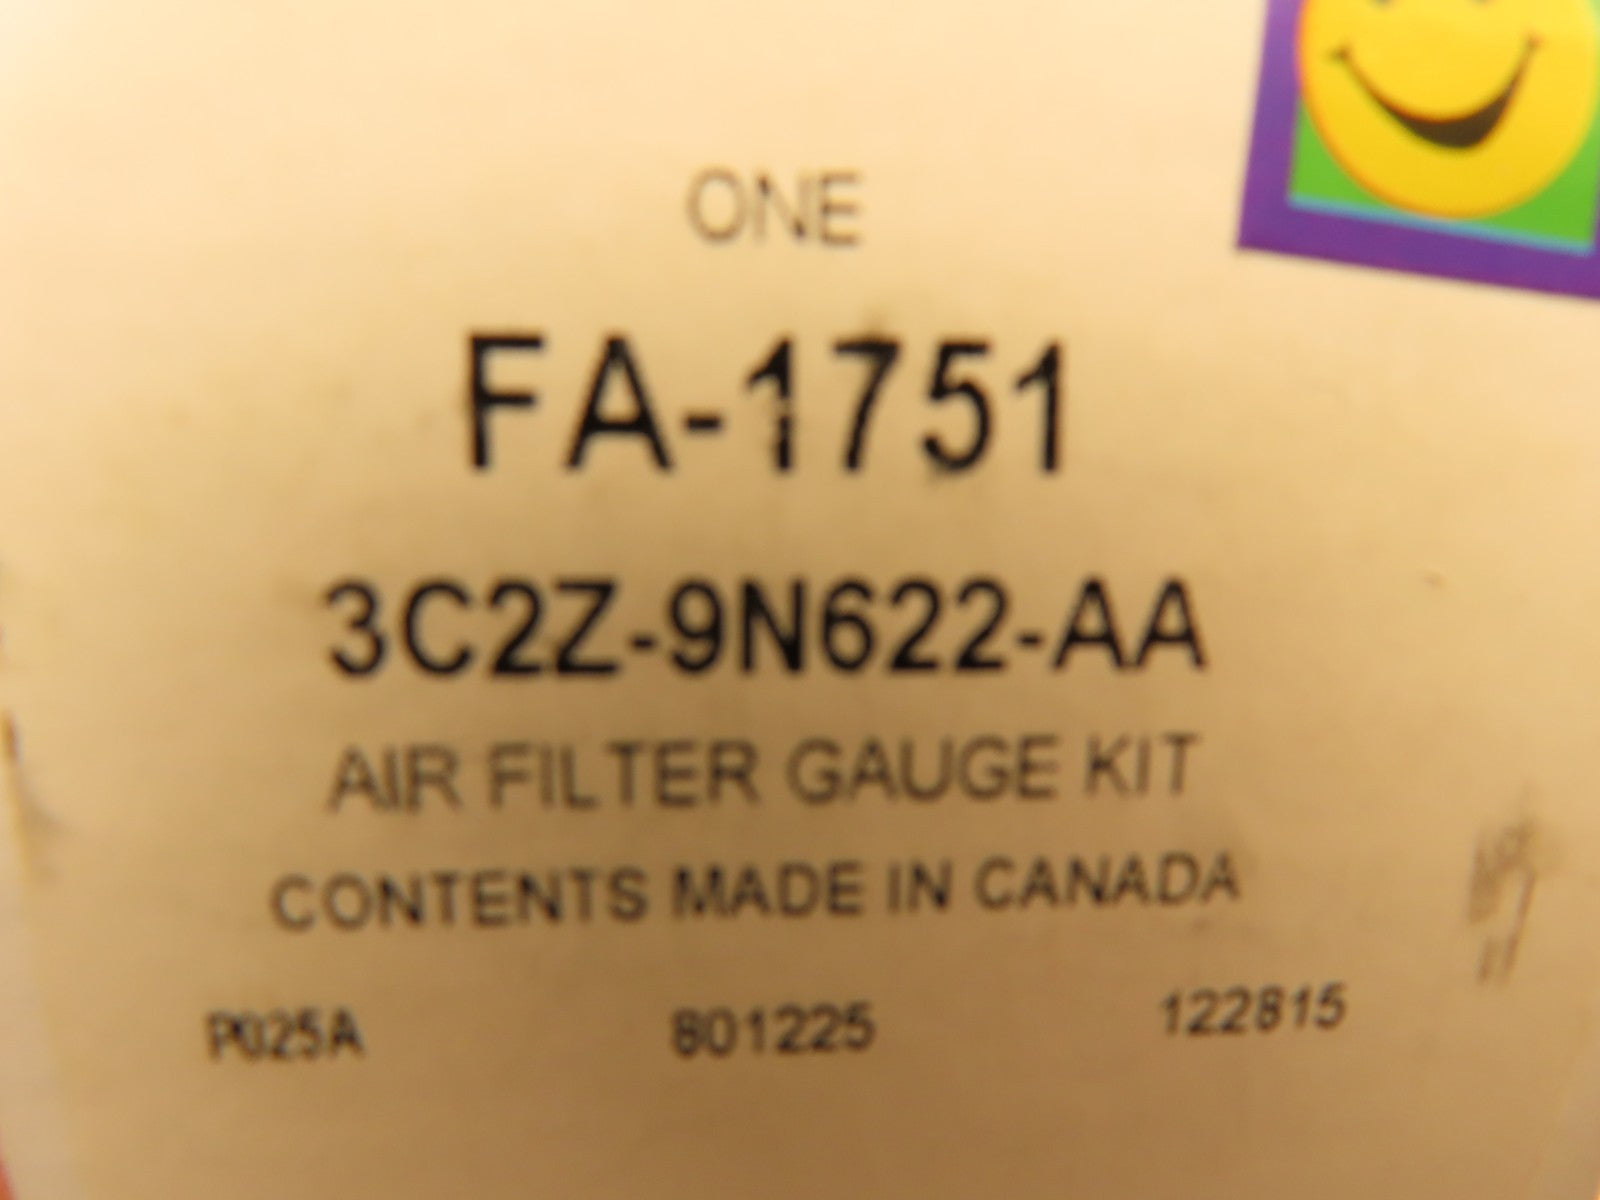 ONE
FA-1751
3C2Z-9N622-AA
AIR FILTER GAUGE KIT
CONTENTS MADE IN CANADA
P025A 801225 122815